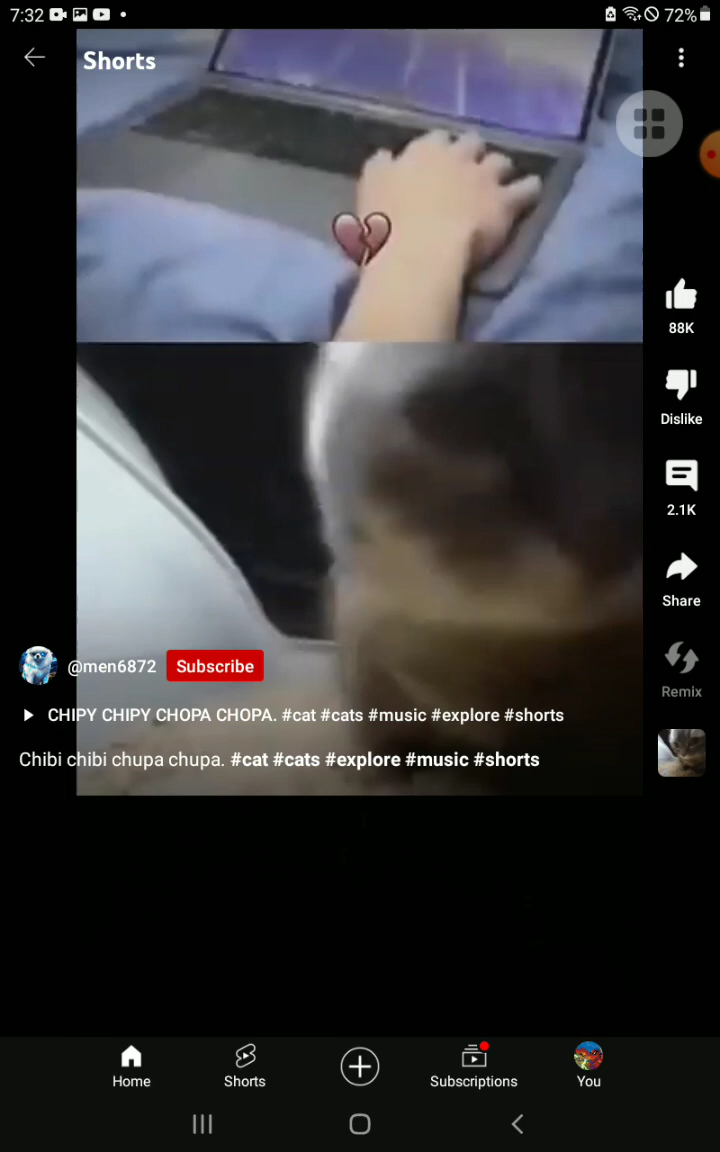 7:32
72%
Shorts
88K
Dislike
2.1K
Share
Remix
@men6872 Subscribe
CHIPY CHIPY CHOPA CHOPA. #cat #cats #music #explore #shorts
Chibi chibi chupa chupa. #cat #cats #explore #music #shorts
Home Shorts Subscriptions You